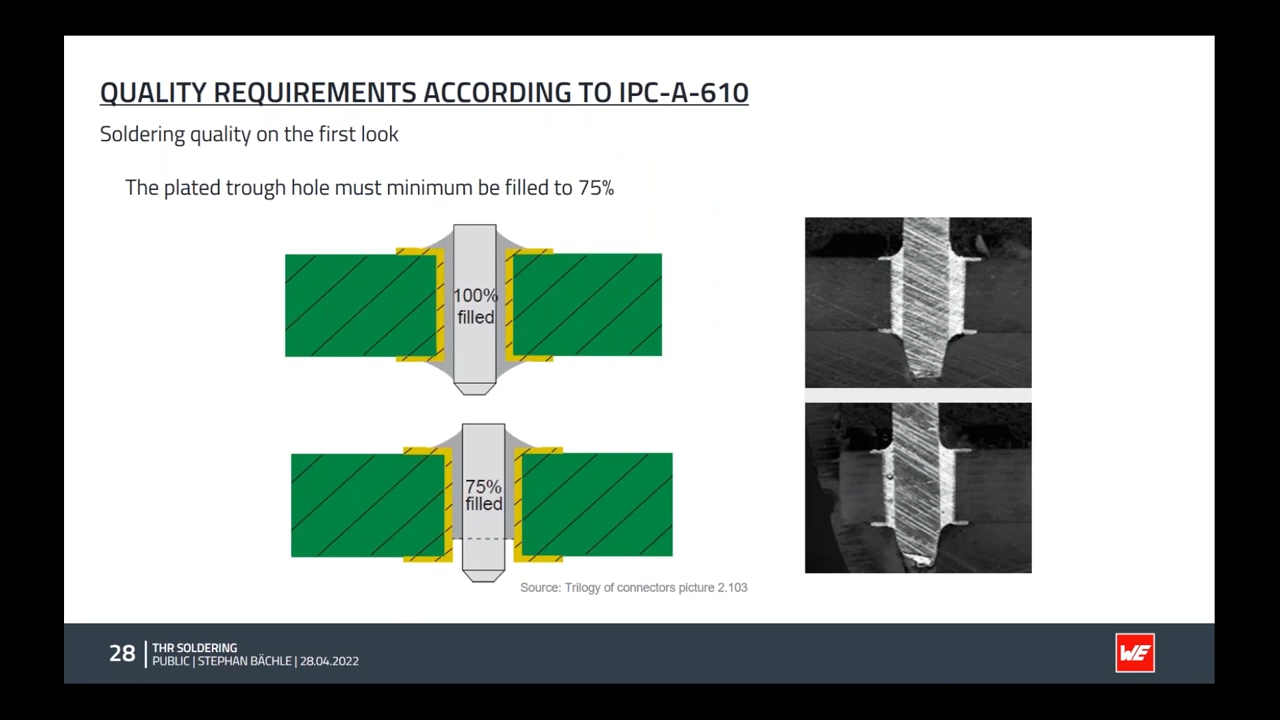 QUALITY REQUIREMENTS ACCORDING TO IPC-A-610
Soldering quality on the first look
The plated trough hole must minimum be filled to 75%
100%
filled
75%
filled
Source: Trilogy of connectors picture 2.103
28
THR SOLDERING
PUBLIC | STEPHAN BÄCHLE | 28.04.2022
WE